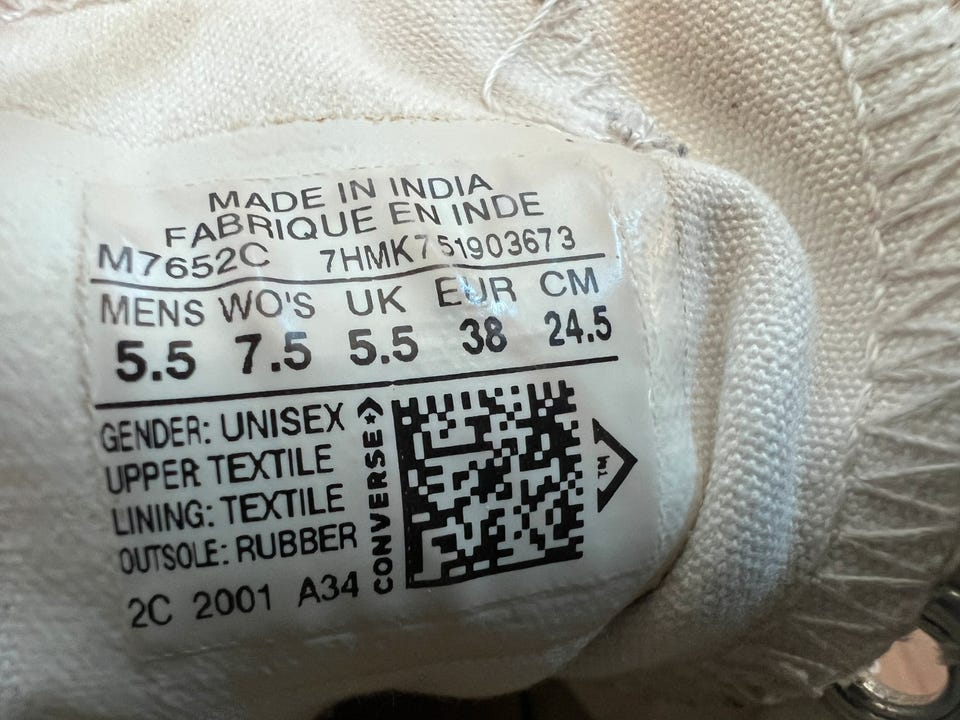 MADE IN INDIA
FABRIQUE EN INDE
M7652C 7HMK751903673
MENS WO'S UK EUR CM
5.5 7.5 5.5 38 24.5
GENDER: UNISEX
UPPER TEXTILE
LINING: TEXTILE
OUTSOLE: RUBBER
2C 2001 A34
CONVERSE